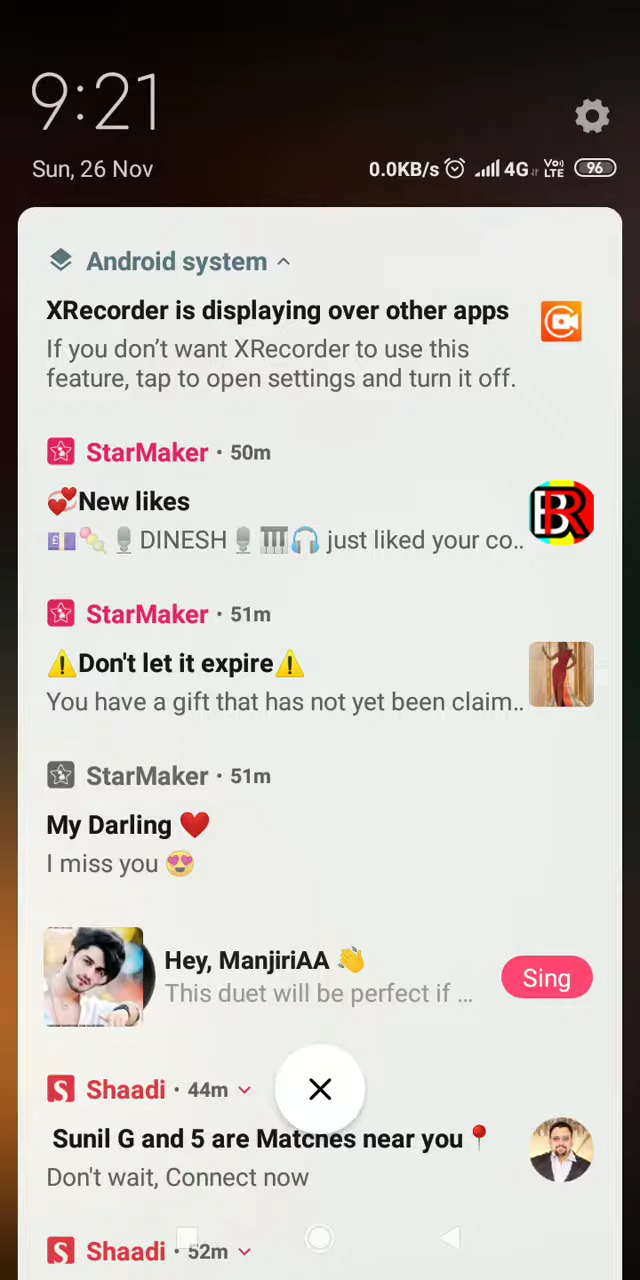 9:21
Sun, 26 Nov
0.0KB/s 4G Vo) LTE 96
Android system
XRecorder is displaying over other apps
If you don’t want XRecorder to use this
feature, tap to open settings and turn it off.
StarMaker · 50m
💞New likes
💷🍡🎙️DINESH🎙️🎹🎧 just liked your co..
BR
StarMaker · 51m
⚠️Don't let it expire⚠️
You have a gift that has not yet been claim..
StarMaker · 51m
My Darling ❤️
I miss you 😍
Hey, ManjiriAA 👋
This duet will be perfect if ...
Sing
Shaadi · 44m
Sunil G and 5 are Matches near you📍
Don't wait, Connect now
Shaadi · 52m